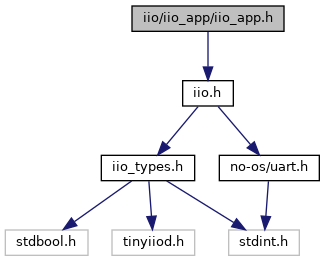 iio/iio_app/iio_app.h
iio.h
iio_types.h
no-os/uart.h
stdbool.h
tinyiiod.h
stdint.h